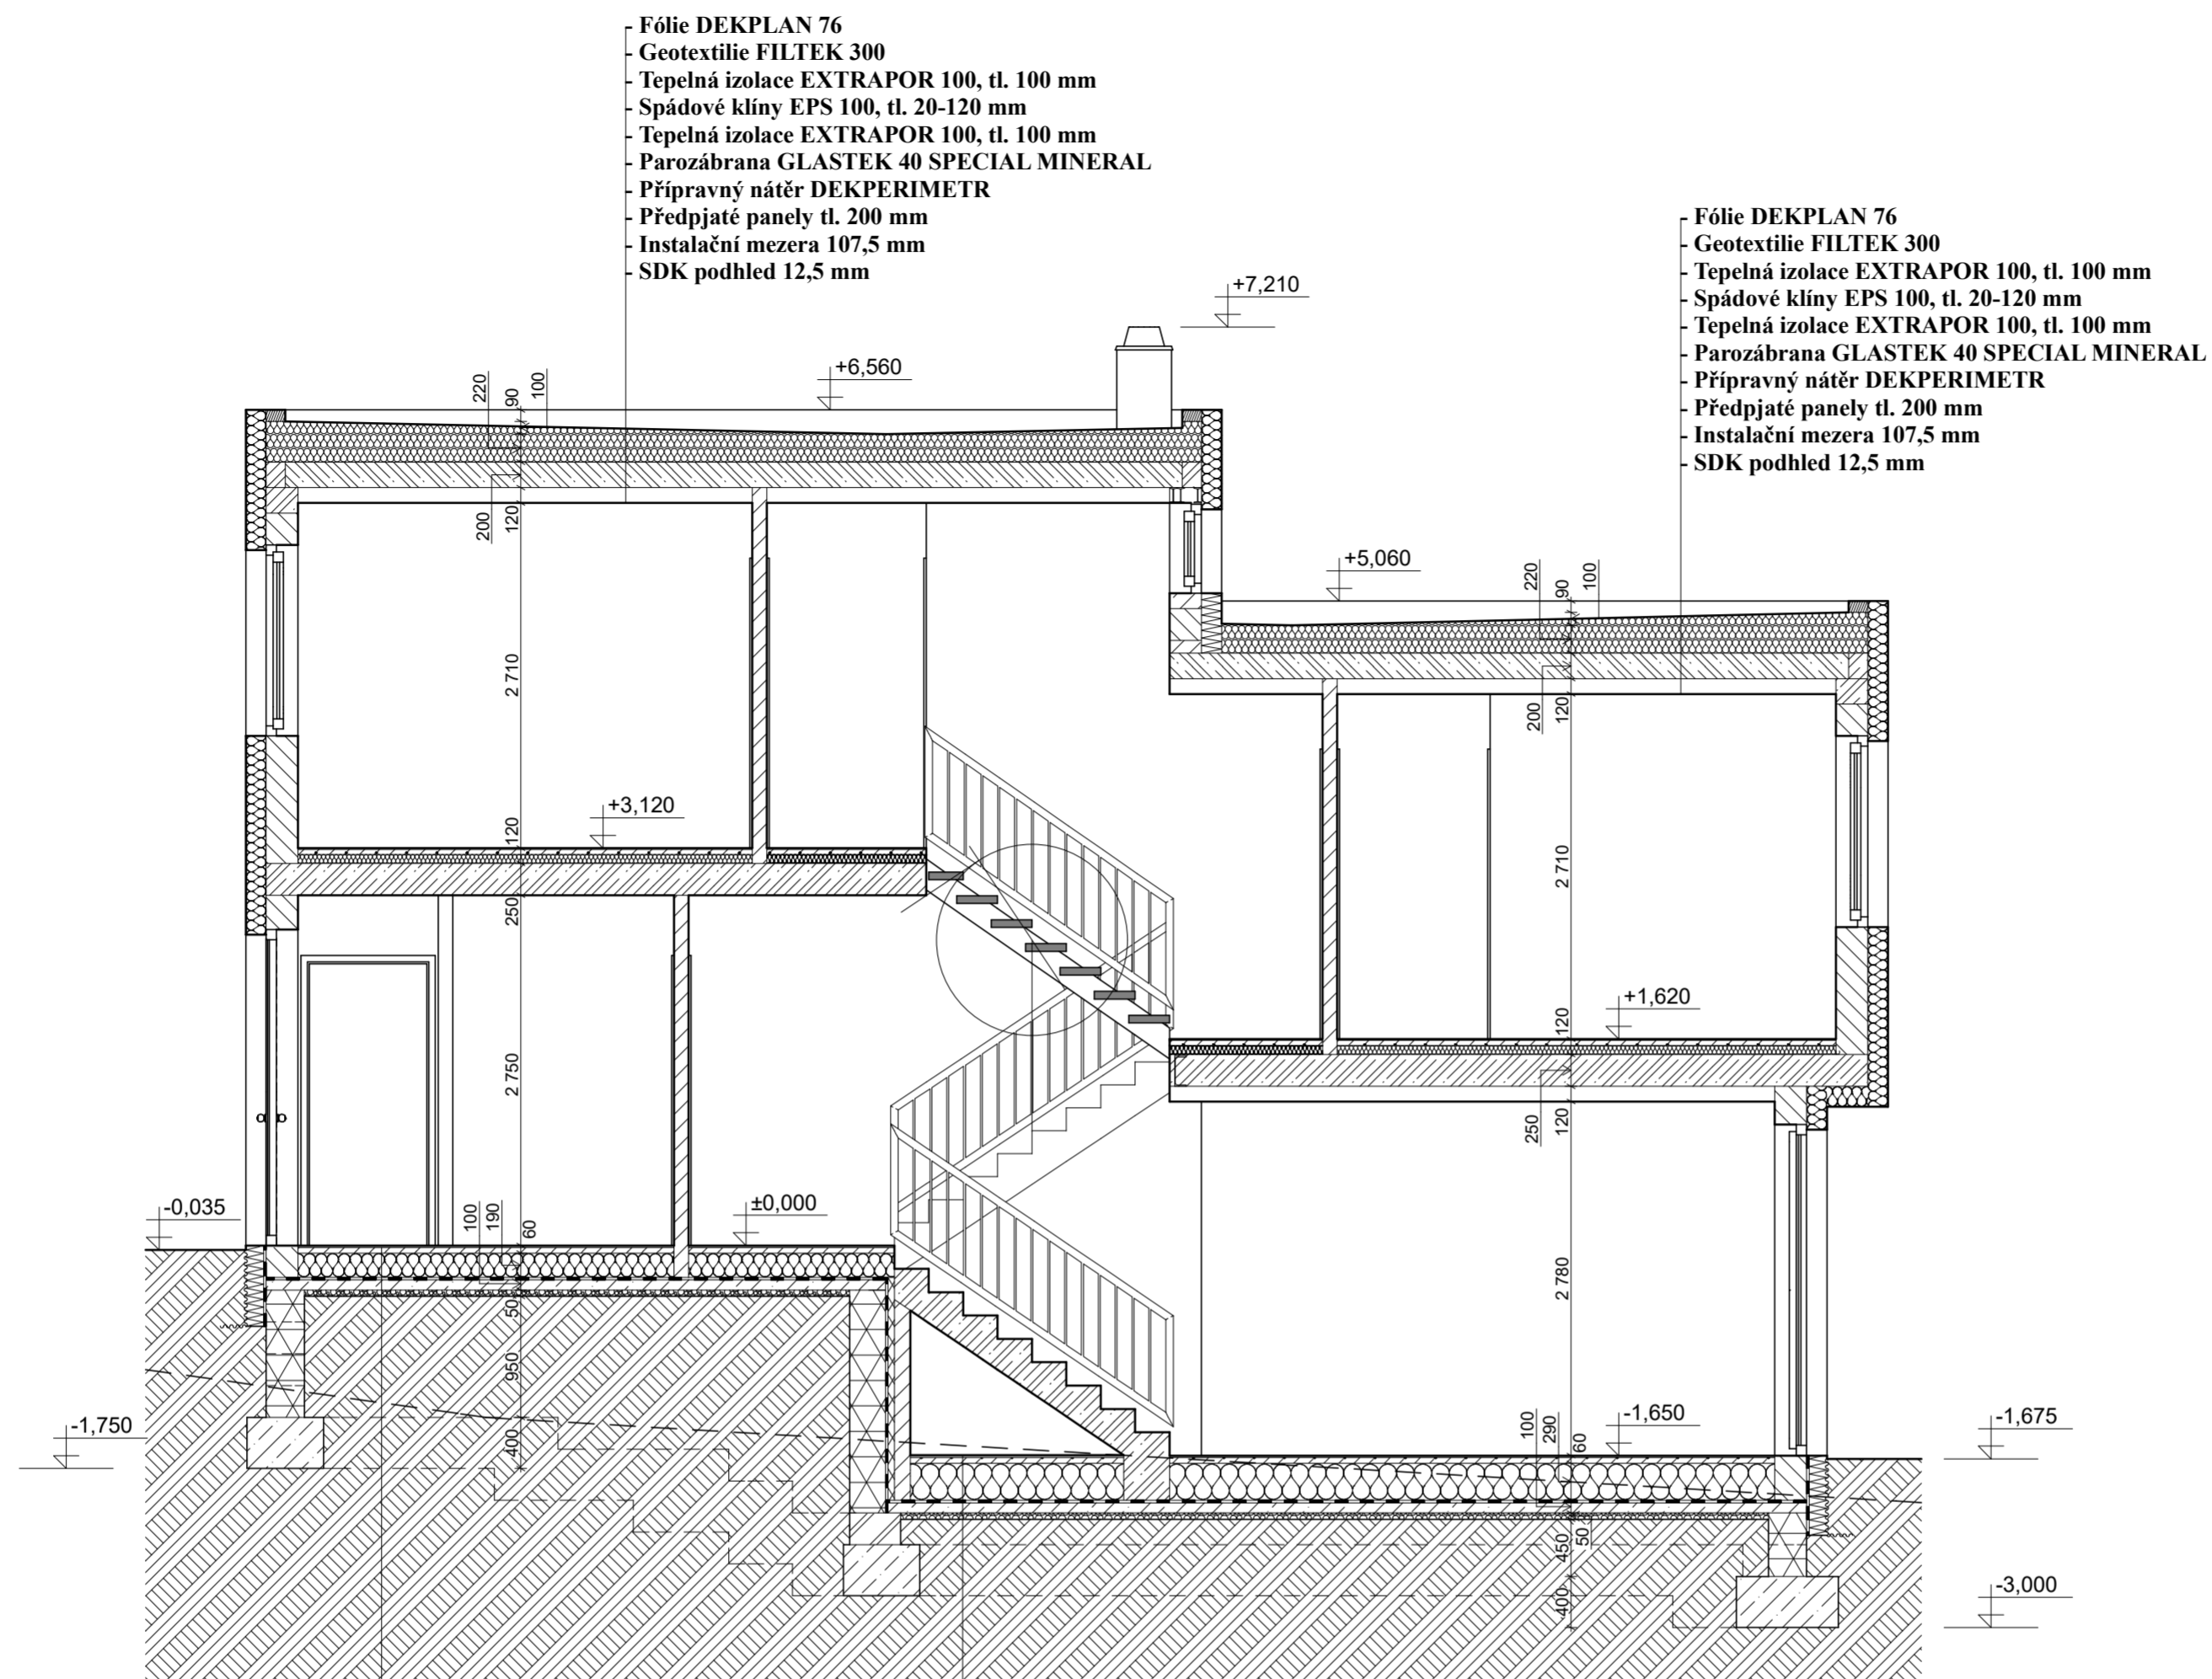 - Fólie DEKPLAN 76
- Geotextilie FILTEK 300
- Tepelná izolace EXTRAPOR 100, tl. 100 mm
- Spádové klíny EPS 100, tl. 20-120 mm
- Tepelná izolace EXTRAPOR 100, tl. 100 mm
- Parozábrana GLASTEK 40 SPECIAL MINERAL
- Přípravný nátěr DEKPERIMETR
- Předpjaté panely tl. 200 mm
- Instalační mezera 107,5 mm
- SDK podhled 12,5 mm
- Fólie DEKPLAN 76
- Geotextilie FILTEK 300
- Tepelná izolace EXTRAPOR 100, tl. 100 mm
- Spádové klíny EPS 100, tl. 20-120 mm
- Tepelná izolace EXTRAPOR 100, tl. 100 mm
- Parozábrana GLASTEK 40 SPECIAL MINERAL
- Přípravný nátěr DEKPERIMETR
- Předpjaté panely tl. 200 mm
- Instalační mezera 107,5 mm
- SDK podhled 12,5 mm
+7,210
+6,560
220
90
100
200
120
+5,060
220
90
100
200
120
2 710
+3,120
120
250
2 710
+1,620
120
250
120
2 750
-0,035
±0,000
100
190
60
50
950
400
-1,750
2 780
-1,650
100
290
60
-1,675
450
50
400
-3,000